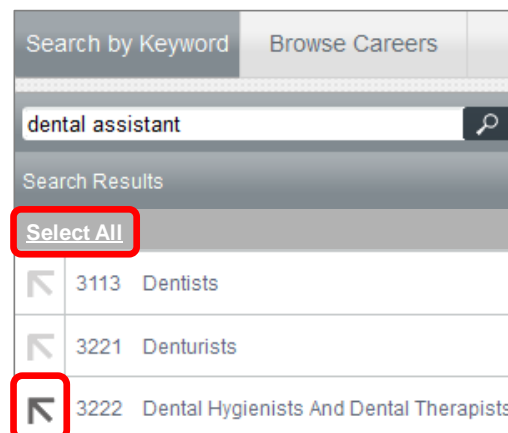 Search by Keyword Browse Careers
dental assistant
Search Results
Select All
3113 Dentists
3221 Denturists
3222 Dental Hygienists And Dental Therapists